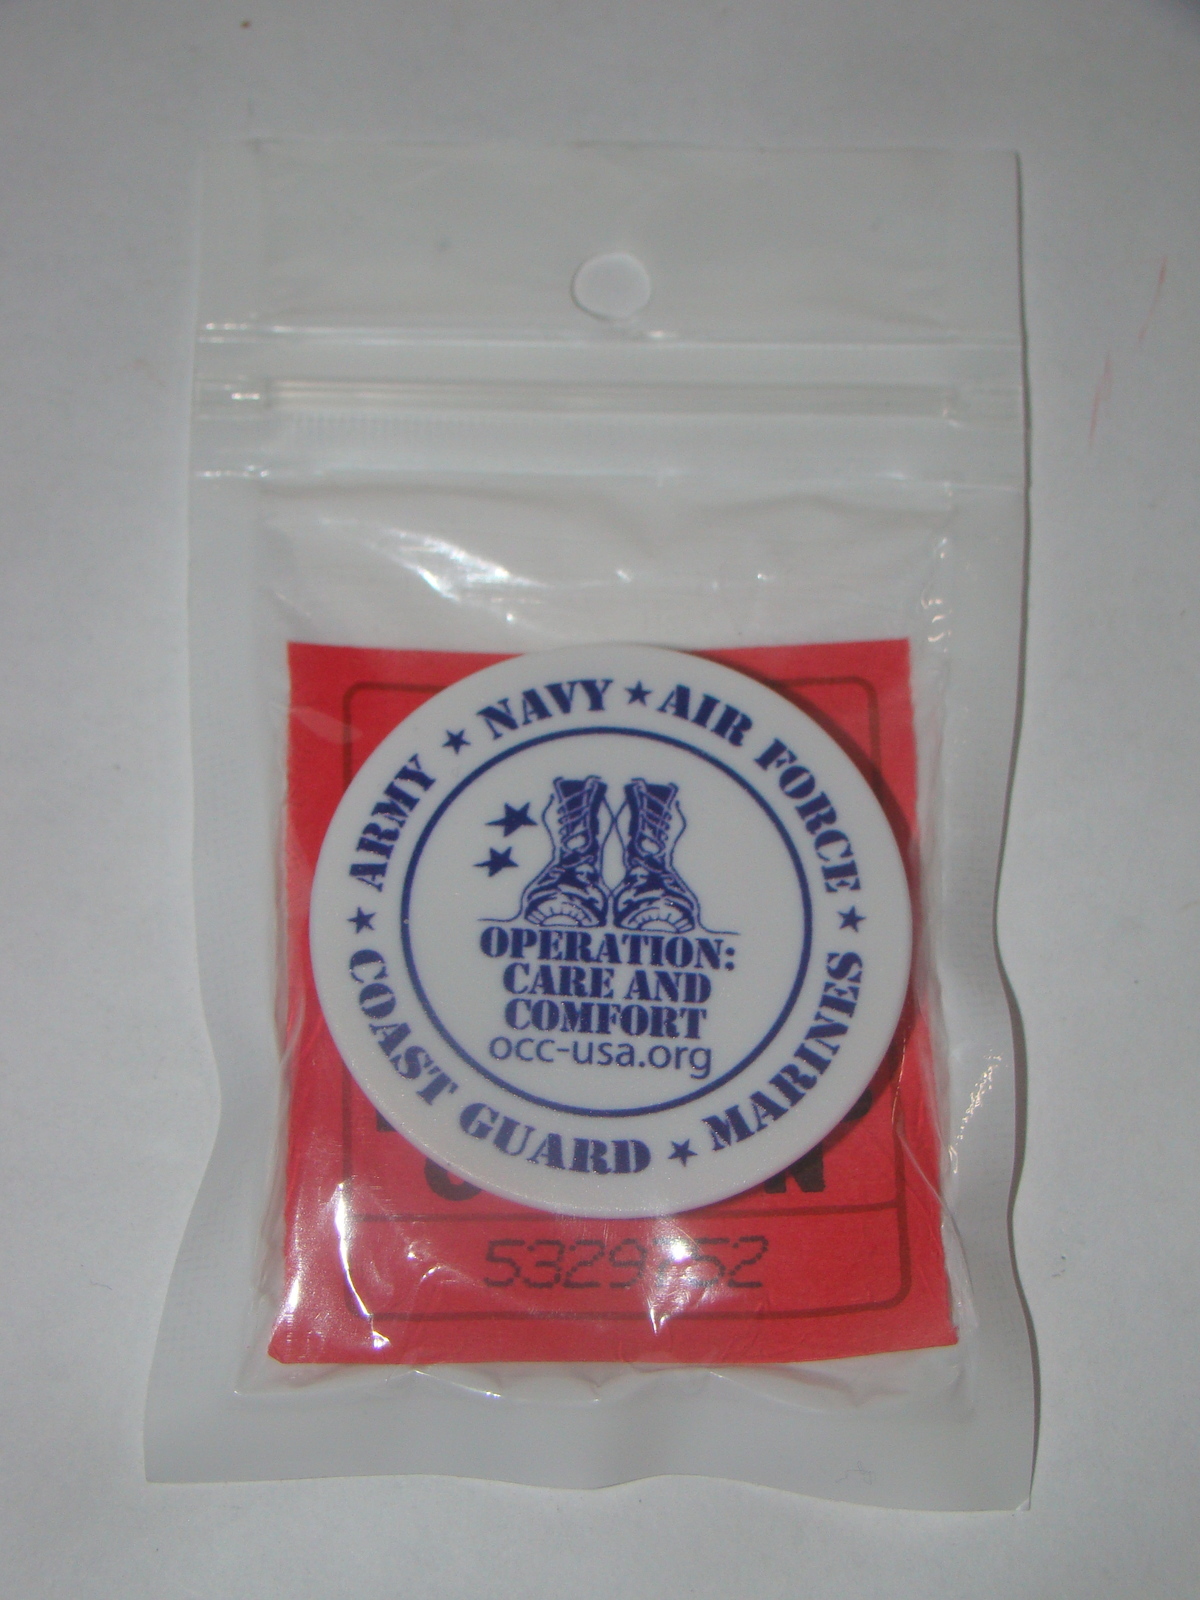 ARMY ★ NAVY ★ AIR FORCE ★ MARINES ★ COAST GUARD ★
OPERATION:
CARE AND
COMFORT
occ-usa.org